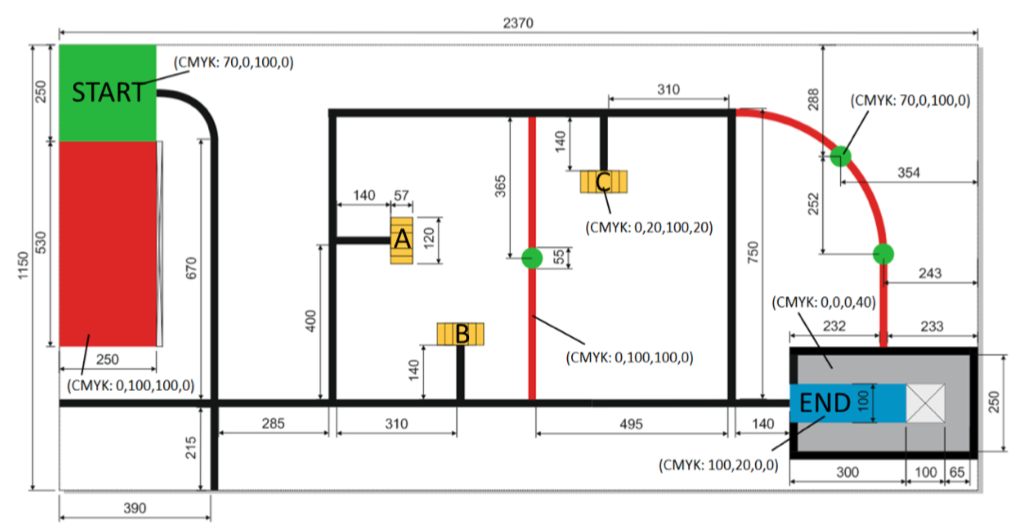 2370
START
(CMYK: 70,0,100,0)
250
310
288
(CMYK: 70,0,100,0)
140
354
365
C
140
57
252
A
120
(CMYK: 0,20,100,20)
1150
530
670
55
750
243
(CMYK: 0,0,0,40)
400
B
232
233
250
(CMYK: 0,100,100,0)
140
(CMYK: 0,100,100,0)
END
100
250
285
310
495
140
215
(CMYK: 100,20,0,0)
300
100
65
390